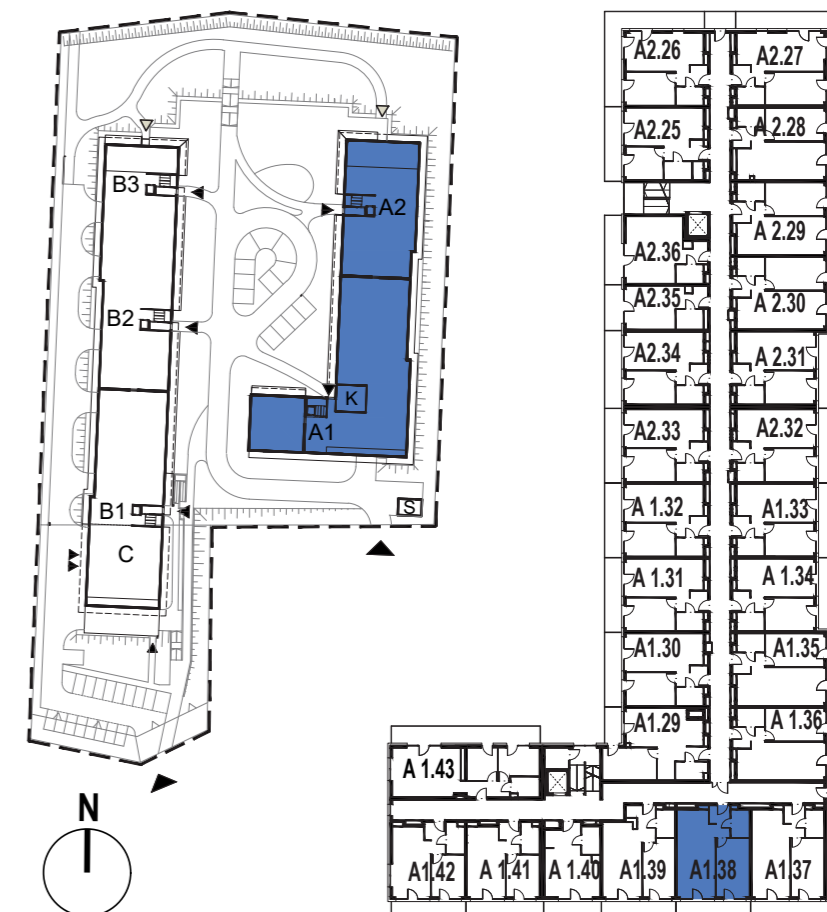 B3
A2
B2
K
A1
B1
S
C
N
A2.26
A2.27
A2.25
A 2.28
A2.36
A 2.29
A2.35
A 2.30
A2.34
A 2.31
A2.33
A2.32
A 1.32
A1.33
A 1.31
A 1.34
A1.30
A1.35
A1.29
A 1.36
A 1.43
A1.42
A1.41
A1.40
A1.39
A1.38
A1.37